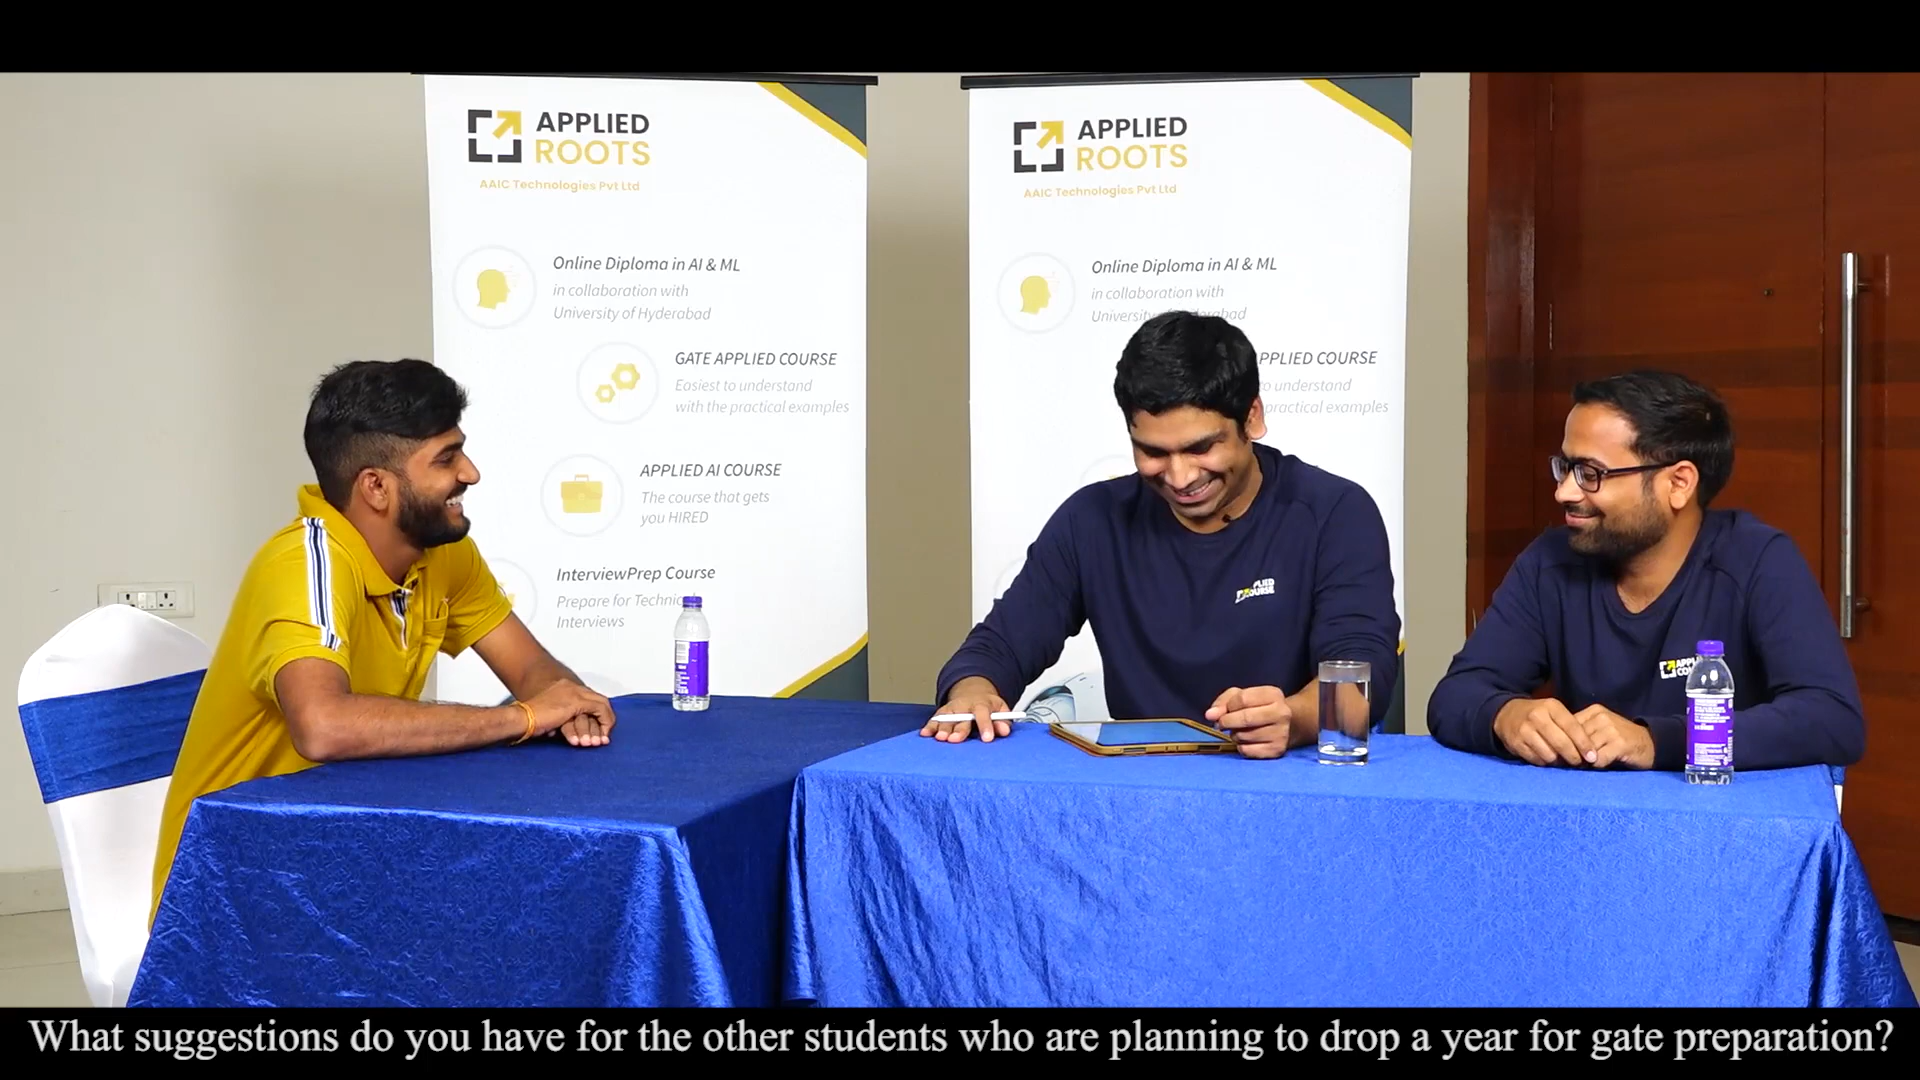 APPLIED
ROOTS
AAIC Technologies Pvt Ltd
Online Diploma in AI & ML
in collaboration with
University of Hyderabad
GATE APPLIED COURSE
Easiest to understand
with the practical examples
APPLIED AI COURSE
The course that gets
you HIRED
InterviewPrep Course
Prepare for
Interviews
APPLIED
ROOTS
AAIC Technologies Pvt Ltd
Online Diploma in AI & ML
in collaboration with
University
COURSE
to understand
practical examples
What suggestions do you have for the other students who are planning to drop a year for gate preparation?